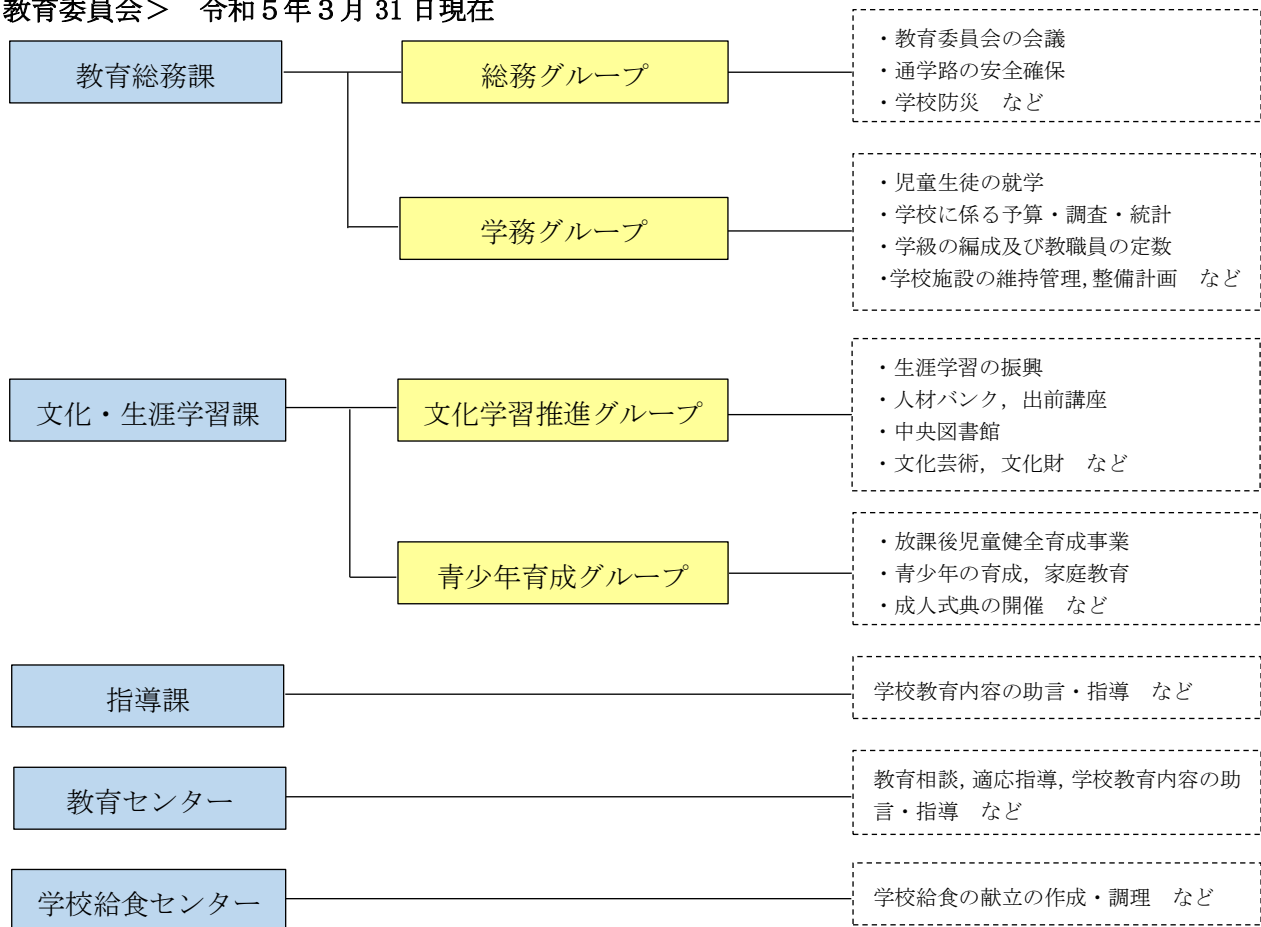 教育委員会＞　令和５年３月 31 日現在
教育総務課
総務グループ
・教育委員会の会議
・通学路の安全確保
・学校防災　など
学務グループ
・児童生徒の就学
・学校に係る予算・調査・統計
・学級の編成及び教職員の定数
・学校施設の維持管理,整備計画　など
文化・生涯学習課
文化学習推進グループ
・生涯学習の振興
・人材バンク，出前講座
・中央図書館
・文化芸術，文化財　など
青少年育成グループ
・放課後児童健全育成事業
・青少年の育成，家庭教育
・成人式典の開催　など
指導課
学校教育内容の助言・指導　など
教育センター
教育相談,適応指導,学校教育内容の助
言・指導　など
学校給食センター
学校給食の献立の作成・調理　など